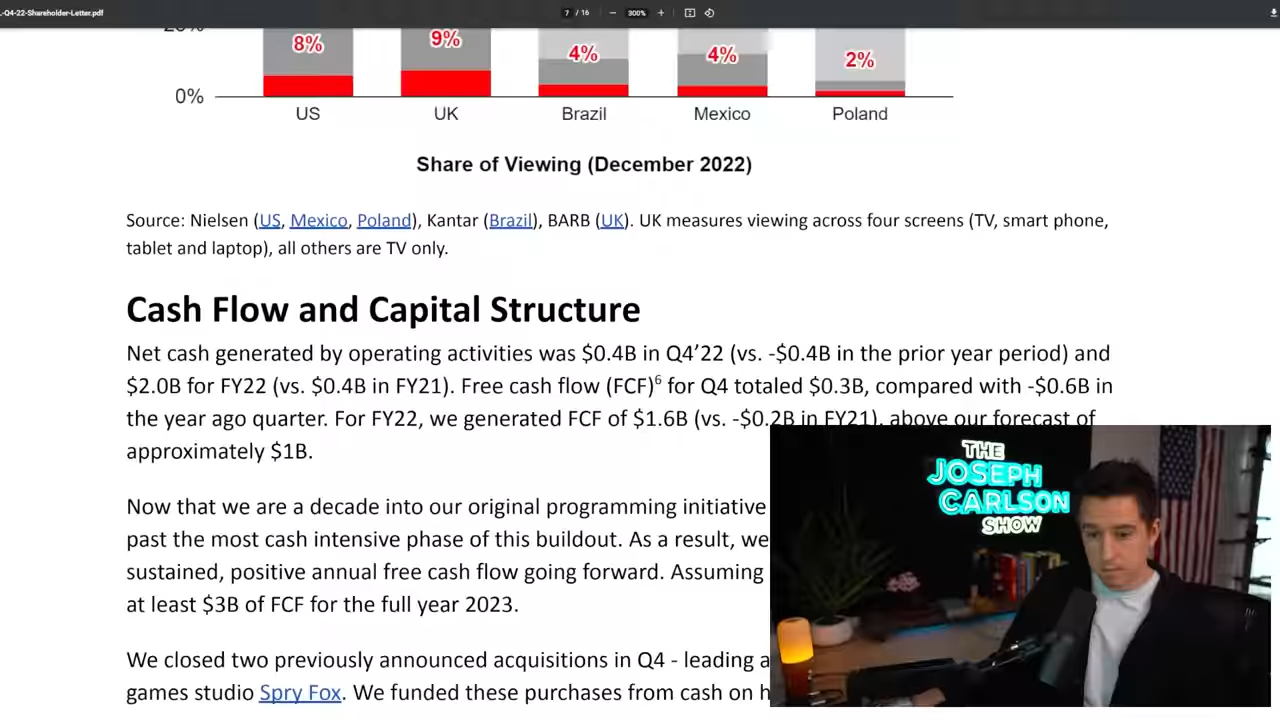 -Q4-22-Shareholder-Letter.pdf
7 / 16
300%
8%
9%
4%
4%
2%
0%
US
UK
Brazil
Mexico
Poland
Share of Viewing (December 2022)
Source: Nielsen (US, Mexico, Poland), Kantar (Brazil), BARB (UK). UK measures viewing across four screens (TV, smart phone,
tablet and laptop), all others are TV only.
Cash Flow and Capital Structure
Net cash generated by operating activities was $0.4B in Q4’22 (vs. -$0.4B in the prior year period) and
$2.0B for FY22 (vs. $0.4B in FY21). Free cash flow (FCF)6 for Q4 totaled $0.3B, compared with -$0.6B in
the year ago quarter. For FY22, we generated FCF of $1.6B (vs. -$0.2B in FY21), above our forecast of
approximately $1B.
Now that we are a decade into our original programming initiative
past the most cash intensive phase of this buildout. As a result, we
sustained, positive annual free cash flow going forward. Assuming
at least $3B of FCF for the full year 2023.
We closed two previously announced acquisitions in Q4 - leading a
games studio Spry Fox. We funded these purchases from cash on h
THE
JOSEPH
CARLSON
SHOW